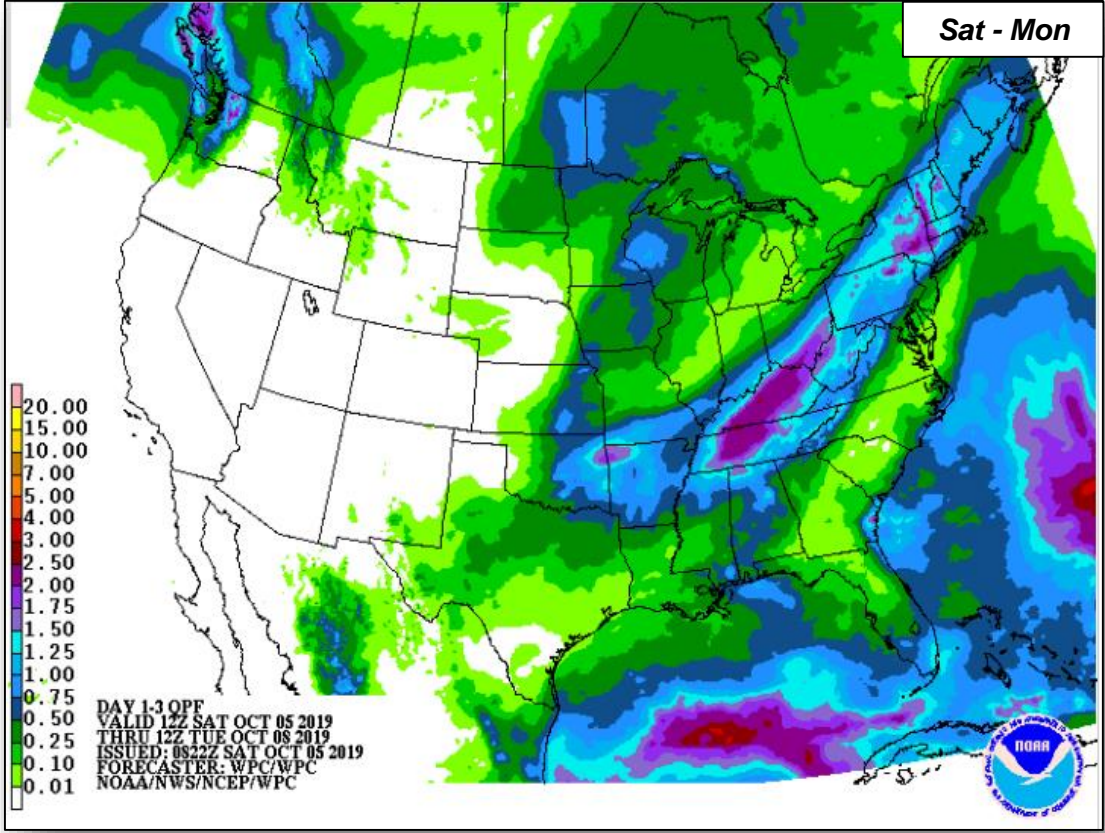 Sat - Mon
20.00
15.00
10.00
7.00
5.00
4.00
3.00
2.50
2.00
1.75
1.50
1.25
1.00
0.75
0.50
0.25
0.10
0.01
DAY 1-3 QPF
VALID 12Z SAT OCT 05 2019
THRU 12Z TUE OCT 08 2019
ISSUED: 0822Z SAT OCT 05 2019
FORECASTER: WPC/WPC
NOAA/NWS/NCEP/WPC
NOAA